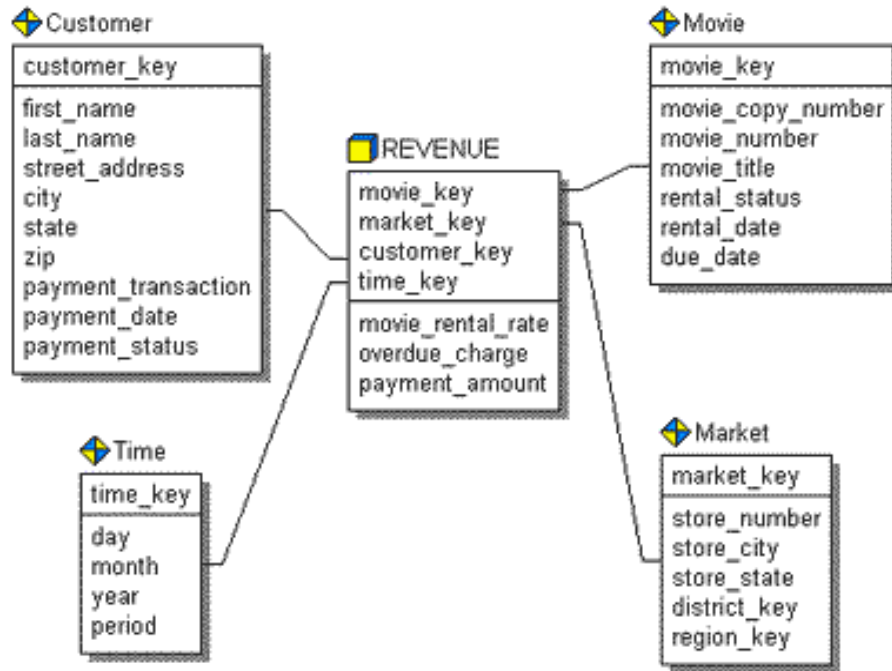 Customer
customer_key
first_name
last_name
street_address
city
state
zip
payment_transaction
payment_date
payment_status
REVENUE
movie_key
market_key
customer_key
time_key
movie_rental_rate
overdue_charge
payment_amount
Movie
movie_key
movie_copy_number
movie_number
movie_title
rental_status
rental_date
due_date
Time
time_key
day
month
year
period
Market
market_key
store_number
store_city
store_state
district_key
region_key